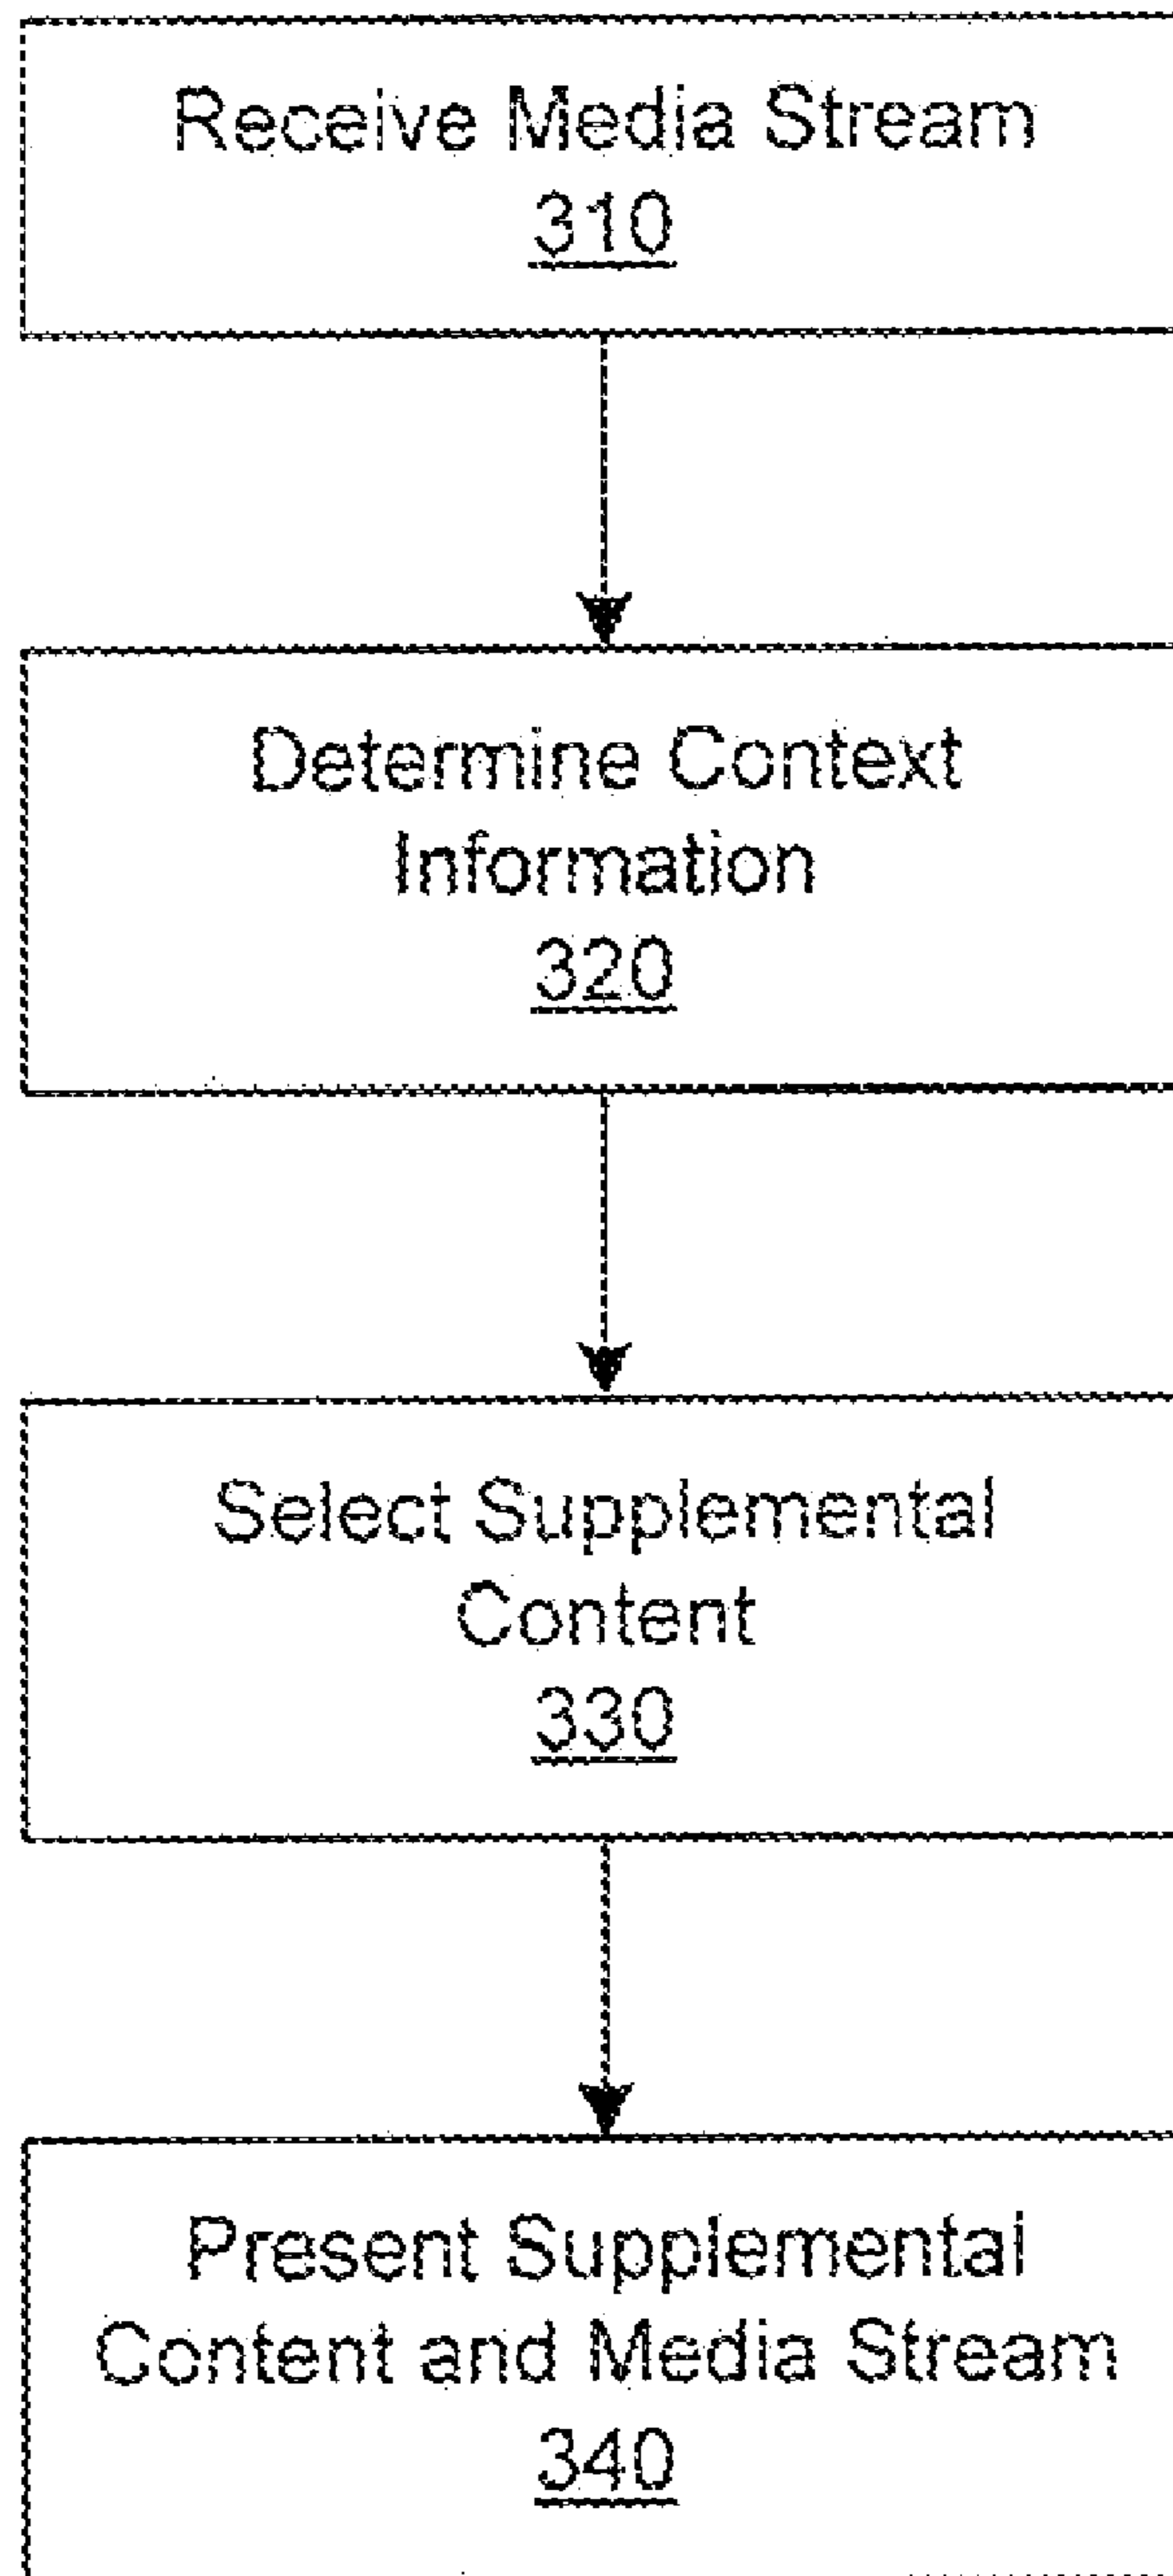 Receive Media Stream
310
Determine Context
Information
320
Select Supplemental
Content
330
Present Supplemental
Content and Media Stream
340